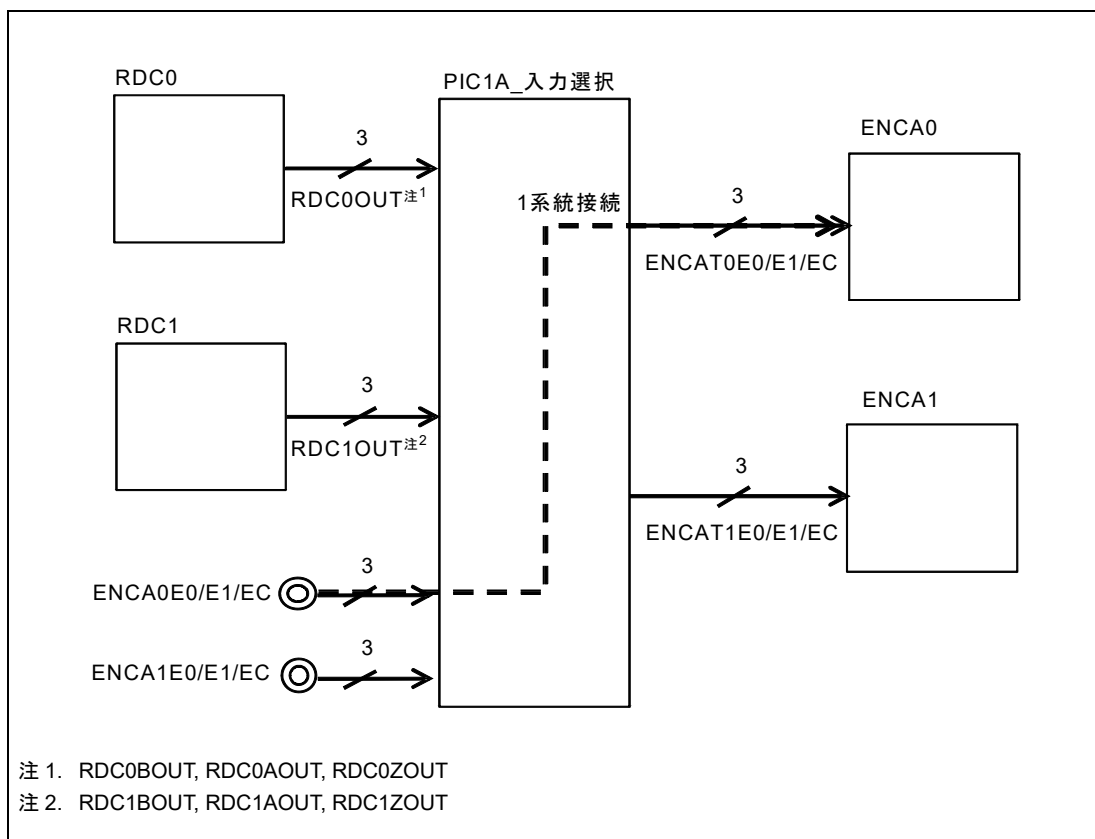 RDC0
PIC1A_入力選択
ENCA0
3
RDC0OUT注1
1系統接続
3
ENCAT0E0/E1/EC
RDC1
3
RDC1OUT注2
ENCA1
3
ENCAT1E0/E1/EC
ENCA0E0/E1/EC
3
ENCA1E0/E1/EC
3
注 1. RDC0BOUT, RDC0AOUT, RDC0ZOUT
注 2. RDC1BOUT, RDC1AOUT, RDC1ZOUT